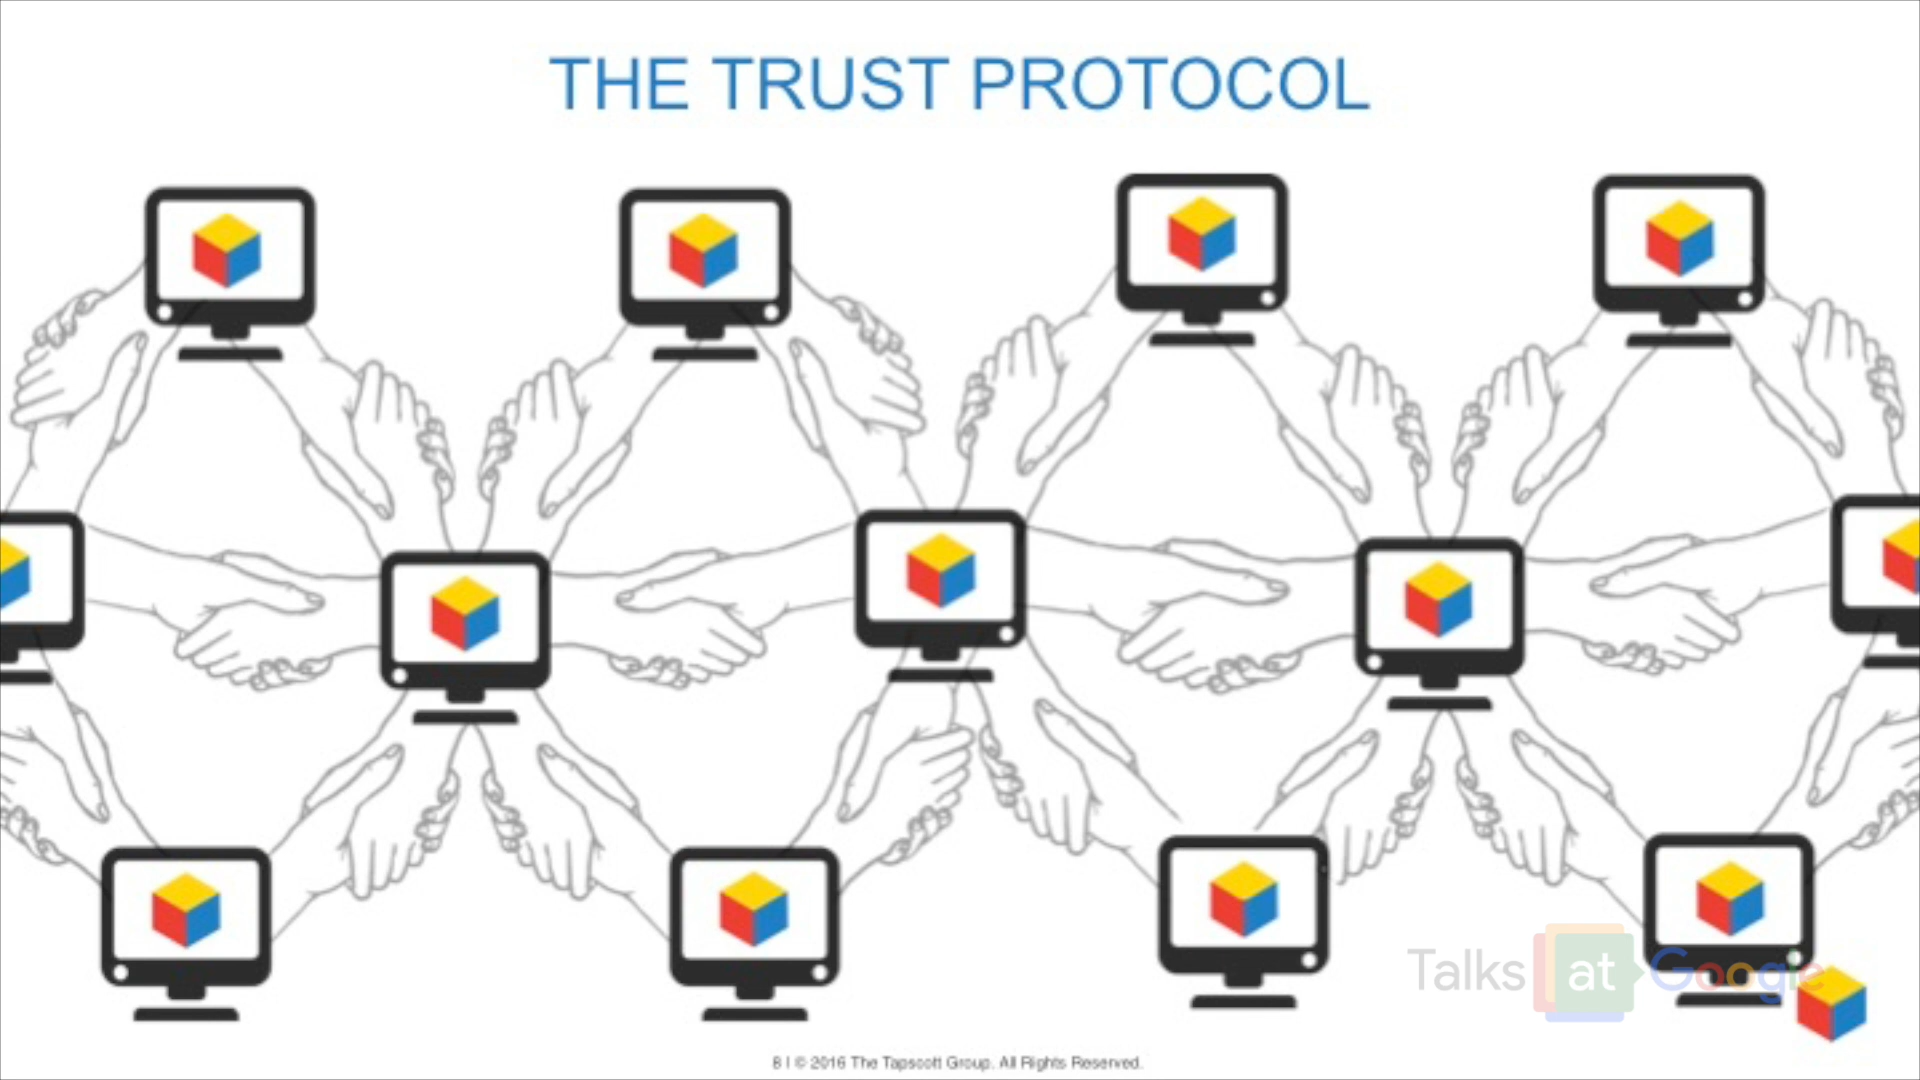 THE TRUST PROTOCOL
Talks at Google
8 | © 2016 The Tapscott Group. All Rights Reserved.